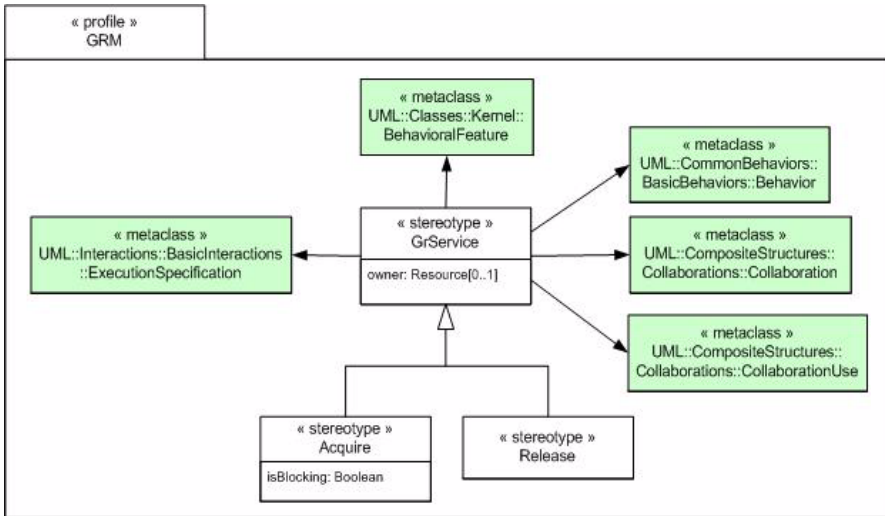 « profile »
GRM
« metaclass »
UML::Classes::Kernel::
BehavioralFeature
« metaclass »
UML::CommonBehaviors::
BasicBehaviors::Behavior
« stereotype »
GrService
owner: Resource[0..1]
« metaclass »
UML::Interactions::BasicInteractions
::ExecutionSpecification
« metaclass »
UML::CompositeStructures::
Collaborations::Collaboration
« metaclass »
UML::CompositeStructures::
Collaborations::CollaborationUse
« stereotype »
Acquire
isBlocking: Boolean
« stereotype »
Release